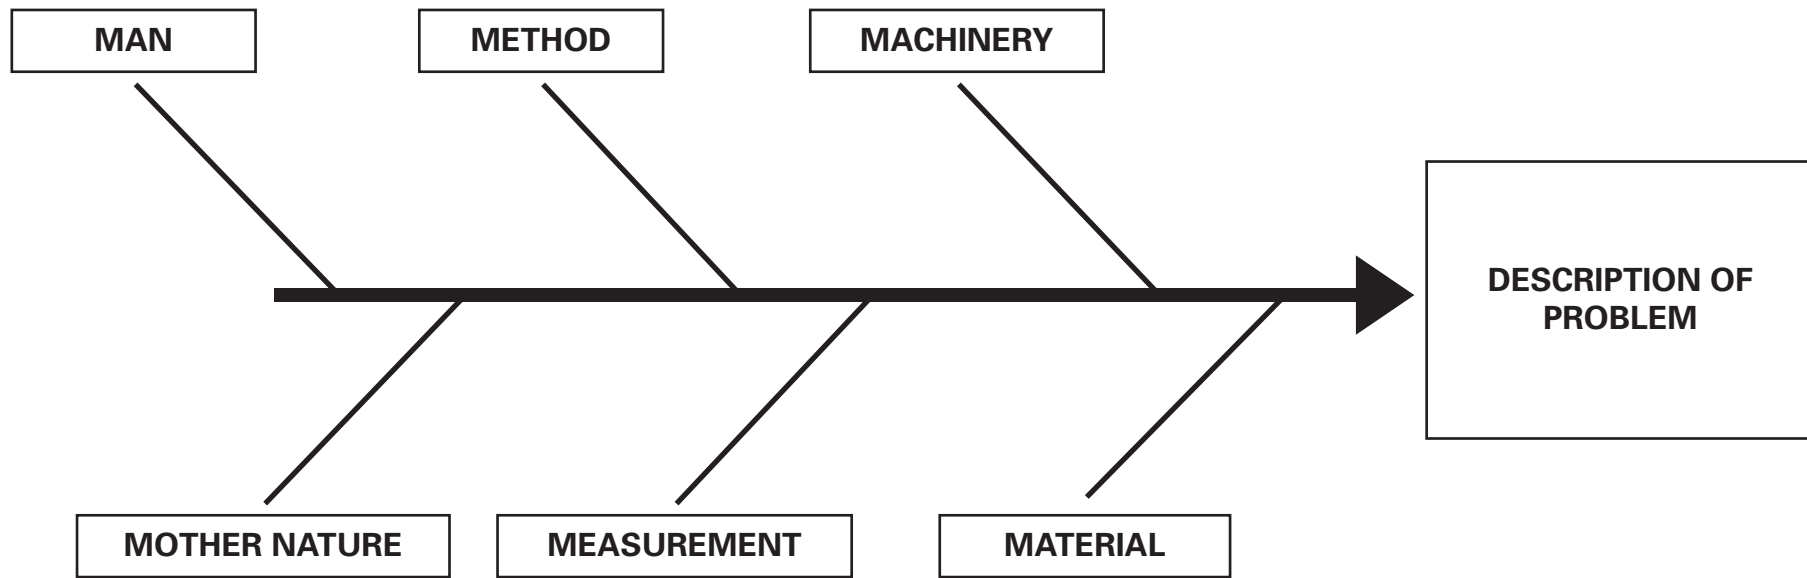 MAN
METHOD
MACHINERY
DESCRIPTION OF
PROBLEM
MOTHER NATURE
MEASUREMENT
MATERIAL